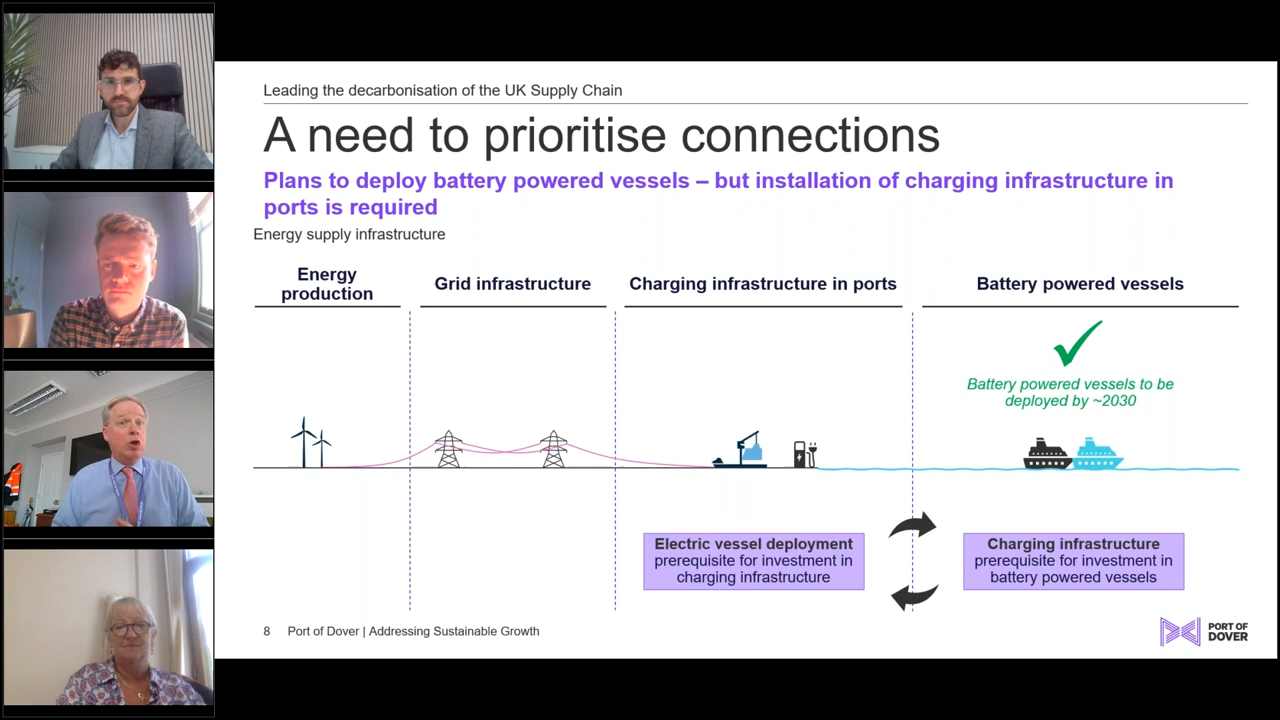 Leading the decarbonisation of the UK Supply Chain
A need to prioritise connections
Plans to deploy battery powered vessels – but installation of charging infrastructure in
ports is required
Energy supply infrastructure
Energy
production
Grid infrastructure
Charging infrastructure in ports
Battery powered vessels
Battery powered vessels to be
deployed by ~2030
Electric vessel deployment
prerequisite for investment in
charging infrastructure
Charging infrastructure
prerequisite for investment in
battery powered vessels
8 Port of Dover | Addressing Sustainable Growth
PORT OF
DOVER